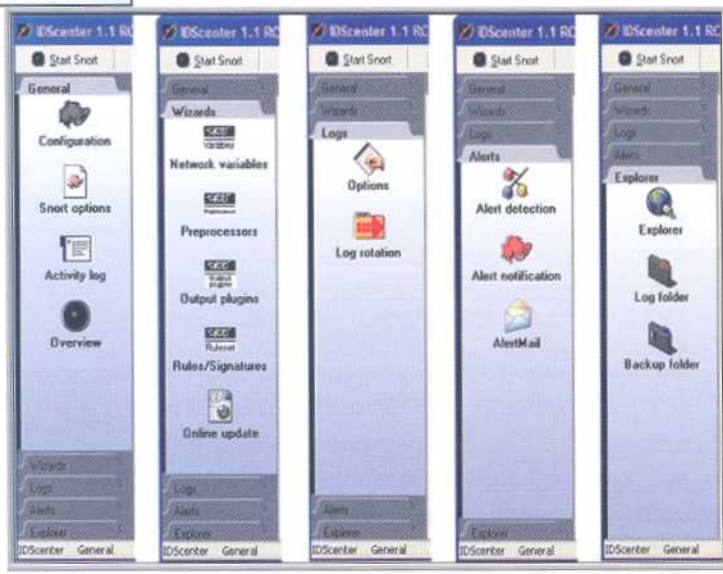 IDScenter 1.1 RC
Start Snort
General
Configuration
Snort options
Activity log
Overview
Wizards
Logs
Alerts
Explorer
IDScenter General
IDScenter 1.1 RC
Start Snort
General
Wizards
Variables
Network variables
Preprocessors
Output plugins
Ruleset
Rules/Signatures
Online update
Logs
Alerts
Explorer
IDScenter General
IDScenter 1.1 RC
Start Snort
General
Wizards
Logs
Options
Log rotation
Alerts
Explorer
IDScenter General
IDScenter 1.1 RC
Start Snort
General
Wizards
Logs
Alerts
Alert detection
Alert notification
AlertMail
Explorer
IDScenter General
IDScenter 1.1 RC
Start Snort
General
Wizards
Logs
Alerts
Explorer
Explorer
Log folder
Backup folder
IDScenter General